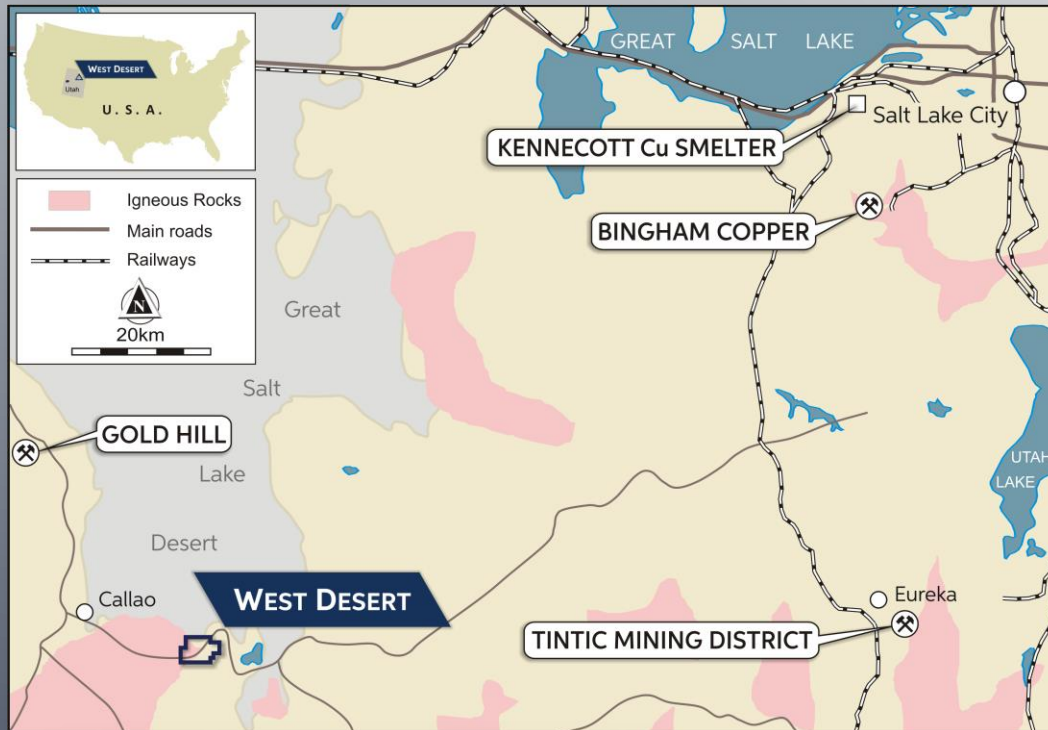 WEST DESERT
Utah
U. S. A.
Igneous Rocks
Main roads
Railways
N
20km
GREAT SALT LAKE
Salt Lake City
KENNECOTT Cu SMELTER
BINGHAM COPPER
Great
Salt
Lake
Desert
GOLD HILL
UTAH
LAKE
Callao
WEST DESERT
Eureka
TINTIC MINING DISTRICT